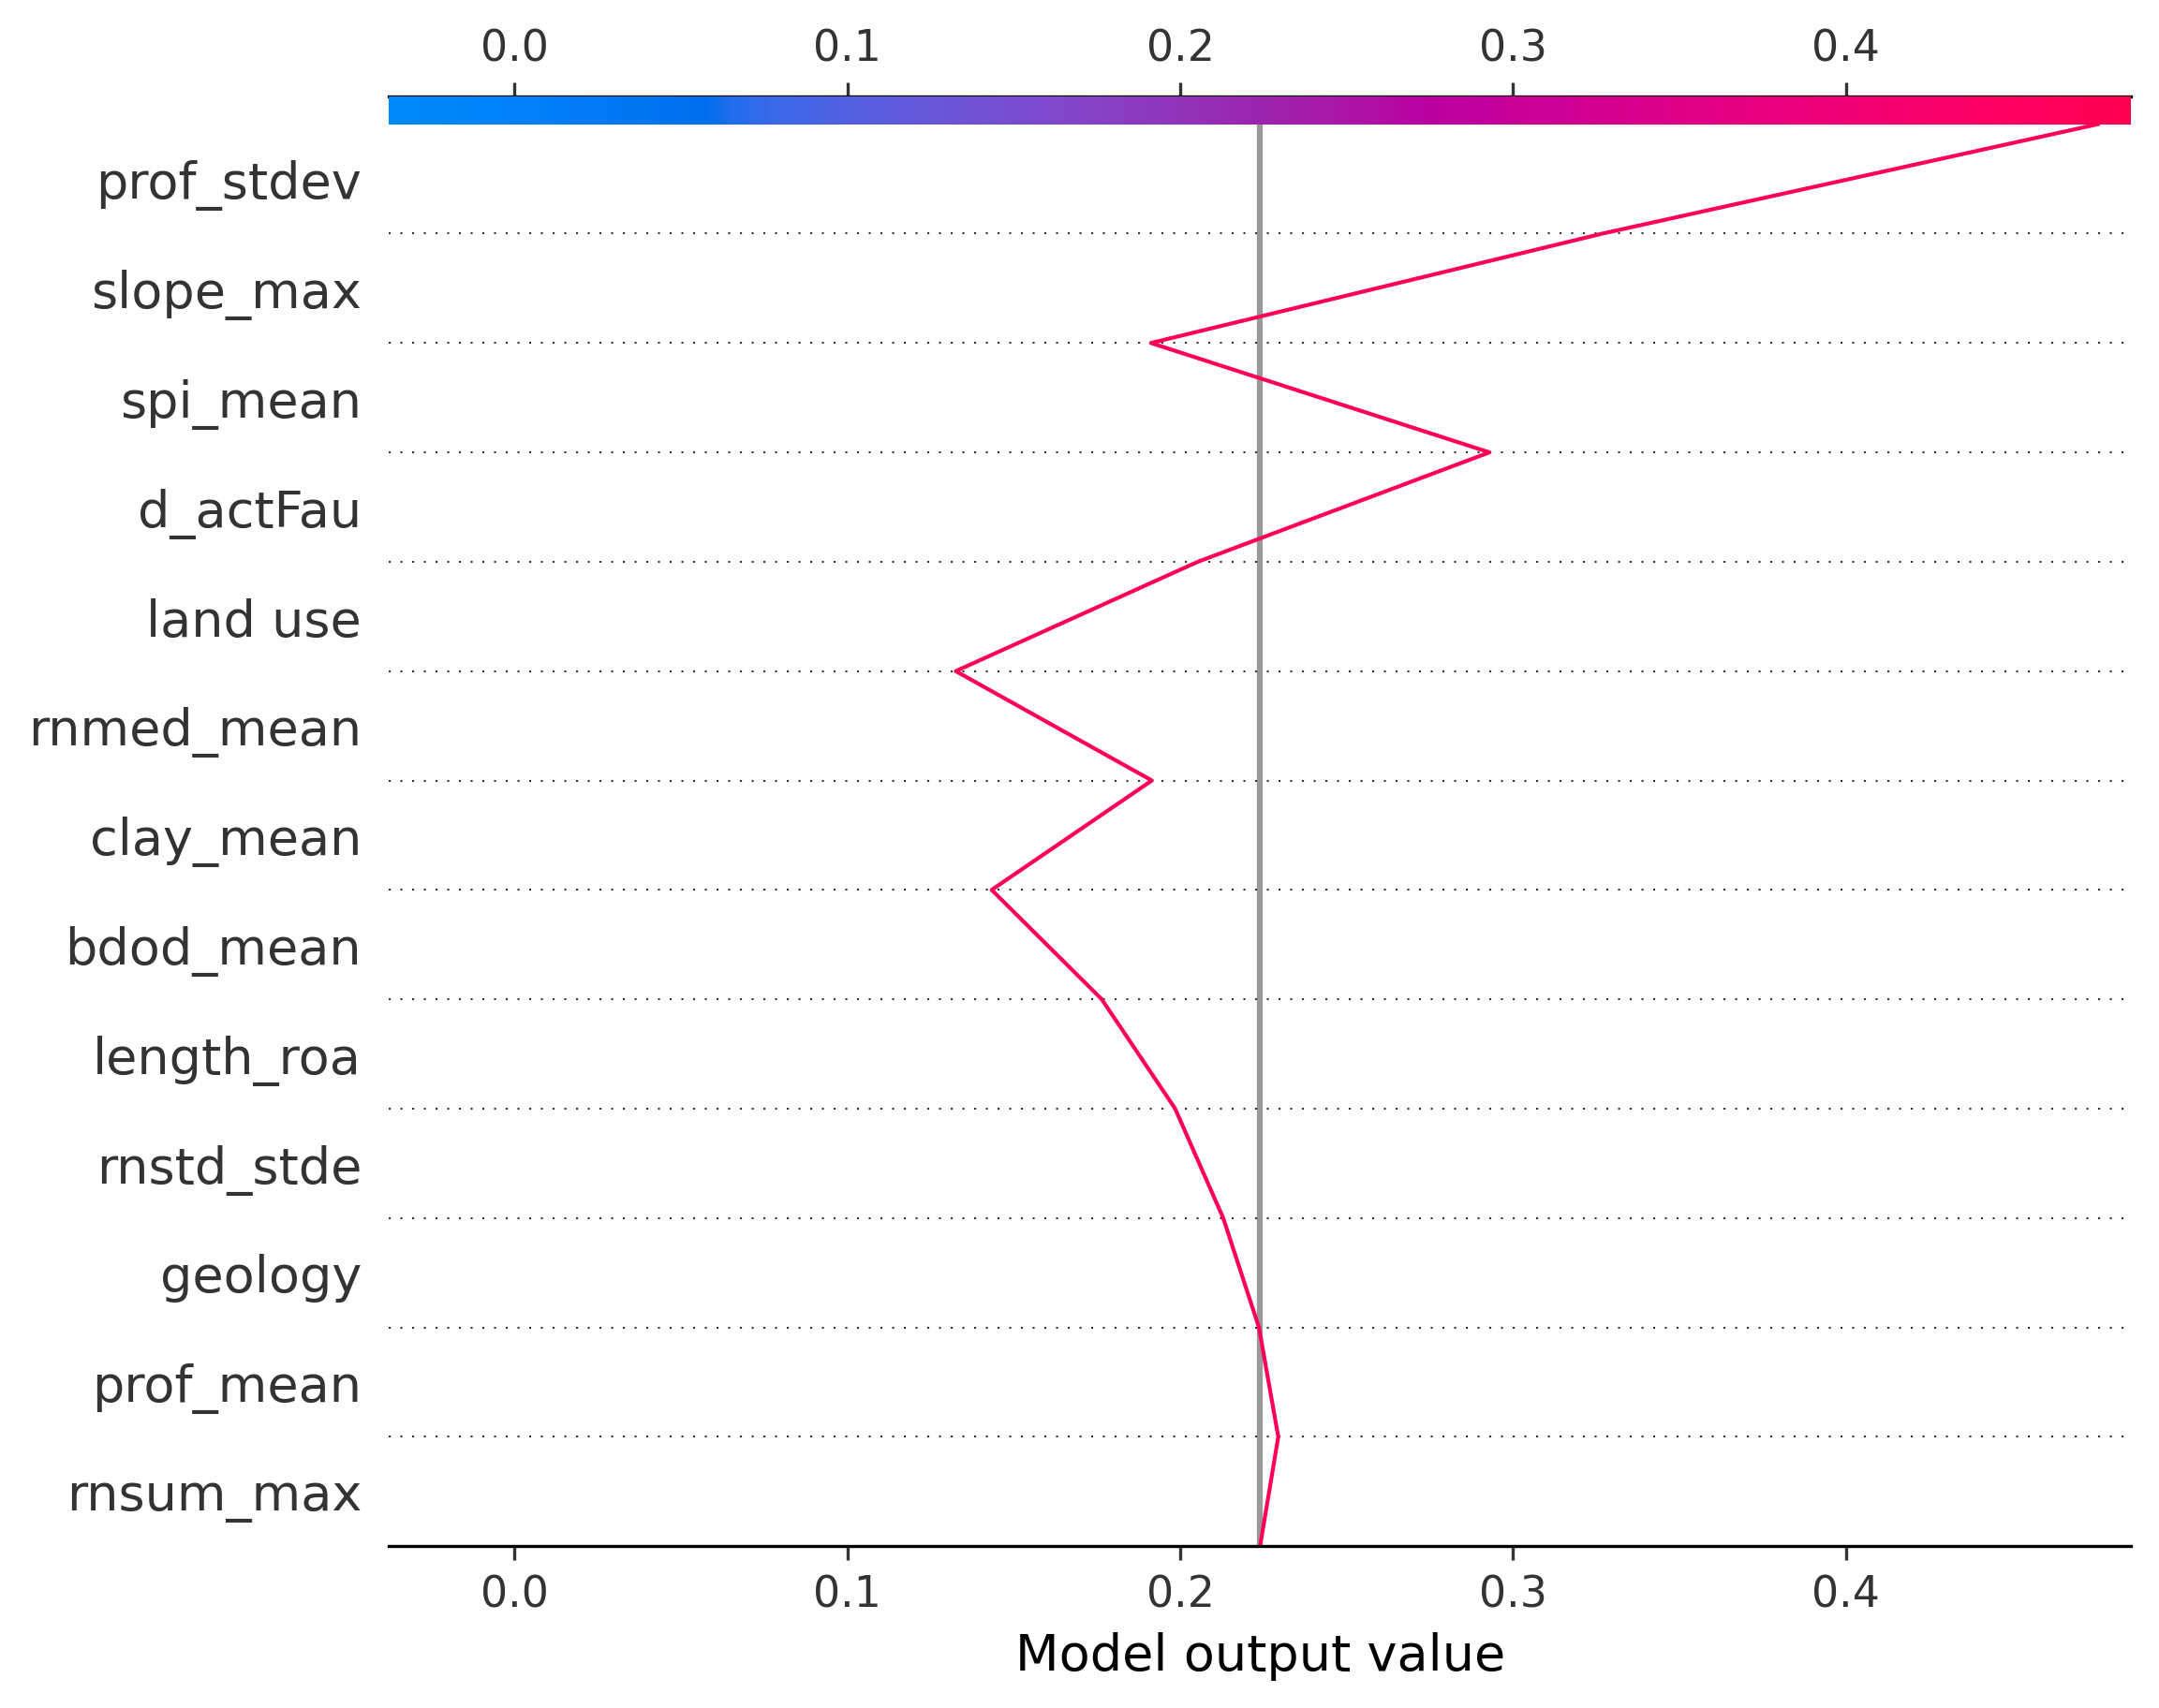 0.0 0.1 0.2 0.3 0.4
prof_stdev
slope_max
spi_mean
d_actFau
land use
rnmed_mean
clay_mean
bdod_mean
length_roa
rnstd_stde
geology
prof_mean
rnsum_max
0.0 0.1 0.2 0.3 0.4
Model output value